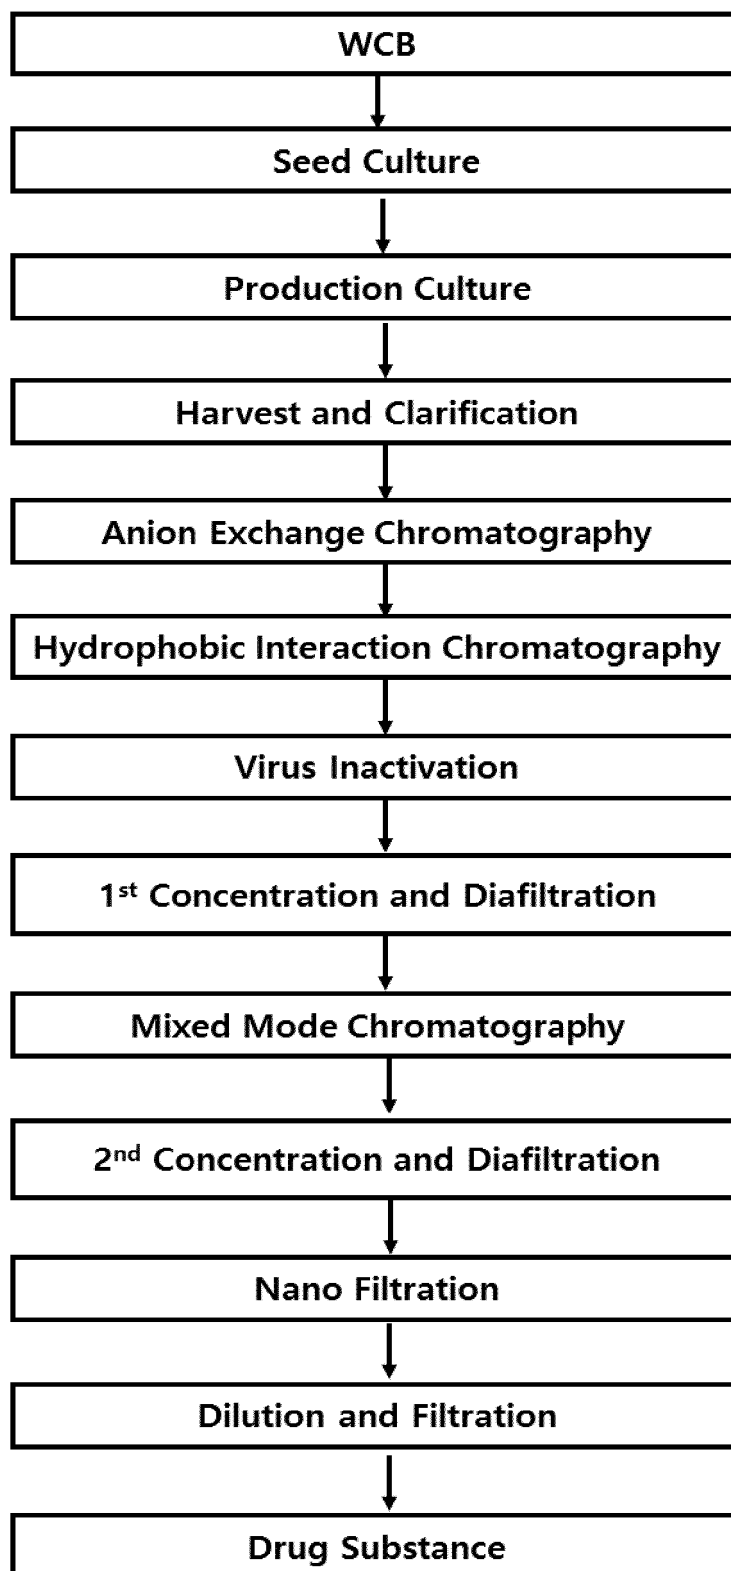 WCB
Seed Culture
Production Culture
Harvest and Clarification
Anion Exchange Chromatography
Hydrophobic Interaction Chromatography
Virus Inactivation
1st Concentration and Diafiltration
Mixed Mode Chromatography
2nd Concentration and Diafiltration
Nano Filtration
Dilution and Filtration
Drug Substance